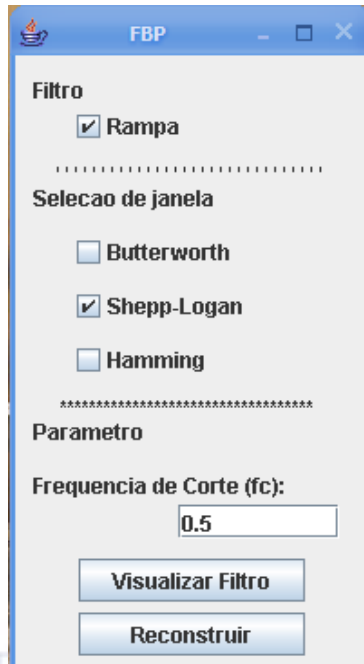 FBP
Filtro
Rampa
Selecao de janela
Butterworth
Shepp-Logan
Hamming
***********************************
Parametro
Frequencia de Corte (fc):
0.5
Visualizar Filtro
Reconstruir